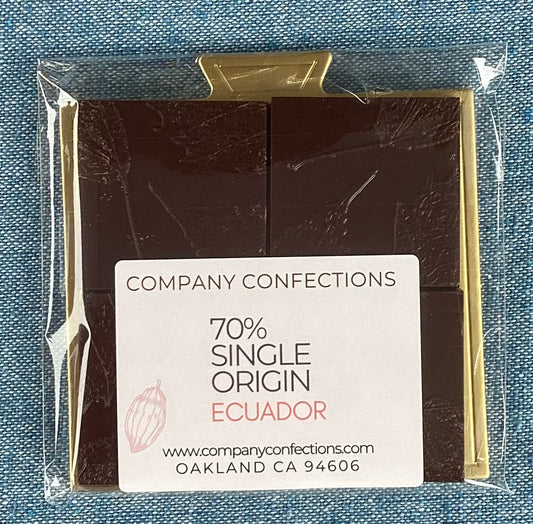 COMPANY CONFECTIONS
70%
SINGLE
ORIGIN
ECUADOR
www.companyconfections.com
OAKLAND CA 94606